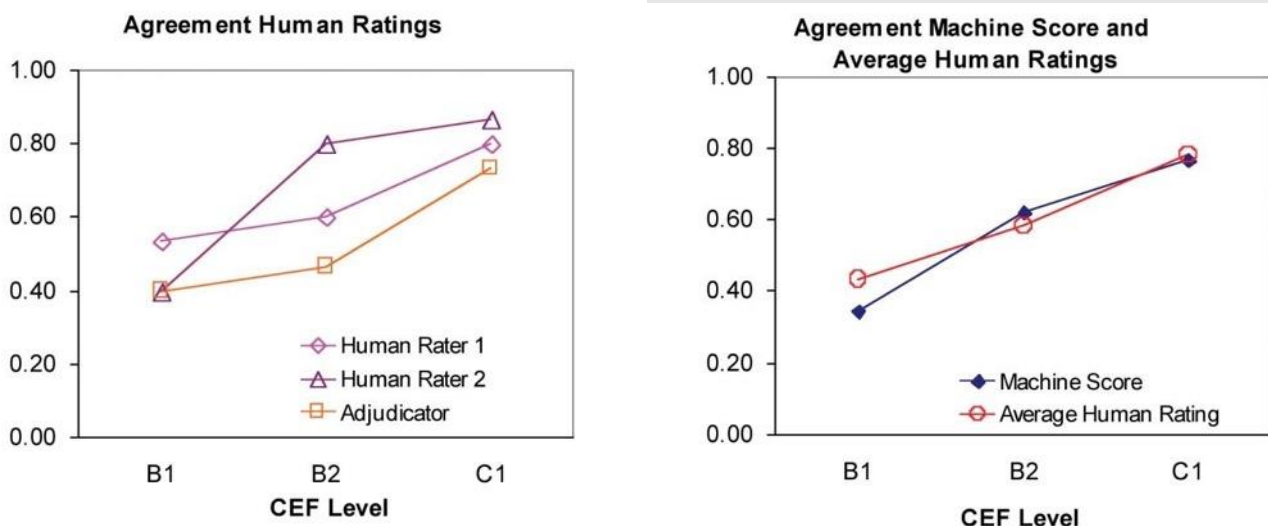 Agreement Human Ratings
1.00
0.80
0.60
0.40
0.20
0.00
Human Rater 1
Human Rater 2
Adjudicator
B1 B2 C1
CEF Level
Agreement Machine Score and
Average Human Ratings
1.00
0.80
0.60
0.40
0.20
0.00
Machine Score
Average Human Rating
B1 B2 C1
CEF Level